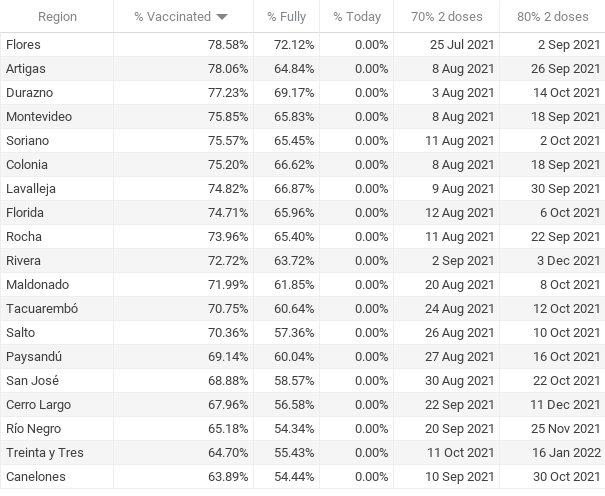 Region % Vaccinated % Fully % Today 70% 2 doses 80% 2 doses
Flores 78.58% 72.12% 0.00% 25 Jul 2021 2 Sep 2021
Artigas 78.06% 64.84% 0.00% 8 Aug 2021 26 Sep 2021
Durazno 77.23% 69.17% 0.00% 3 Aug 2021 14 Oct 2021
Montevideo 75.85% 65.83% 0.00% 8 Aug 2021 18 Sep 2021
Soriano 75.57% 65.45% 0.00% 11 Aug 2021 2 Oct 2021
Colonia 75.20% 66.62% 0.00% 8 Aug 2021 18 Sep 2021
Lavalleja 74.82% 66.87% 0.00% 9 Aug 2021 30 Sep 2021
Florida 74.71% 65.96% 0.00% 12 Aug 2021 6 Oct 2021
Rocha 73.96% 65.40% 0.00% 11 Aug 2021 22 Sep 2021
Rivera 72.72% 63.72% 0.00% 2 Sep 2021 3 Dec 2021
Maldonado 71.99% 61.85% 0.00% 20 Aug 2021 8 Oct 2021
Tacuarembó 70.75% 60.64% 0.00% 24 Aug 2021 12 Oct 2021
Salto 70.36% 57.36% 0.00% 26 Aug 2021 10 Oct 2021
Paysandú 69.14% 60.04% 0.00% 27 Aug 2021 16 Oct 2021
San José 68.88% 58.57% 0.00% 30 Aug 2021 22 Oct 2021
Cerro Largo 67.96% 56.58% 0.00% 22 Sep 2021 11 Dec 2021
Río Negro 65.18% 54.34% 0.00% 20 Sep 2021 25 Nov 2021
Treinta y Tres 64.70% 55.43% 0.00% 11 Oct 2021 16 Jan 2022
Canelones 63.89% 54.44% 0.00% 10 Sep 2021 30 Oct 2021